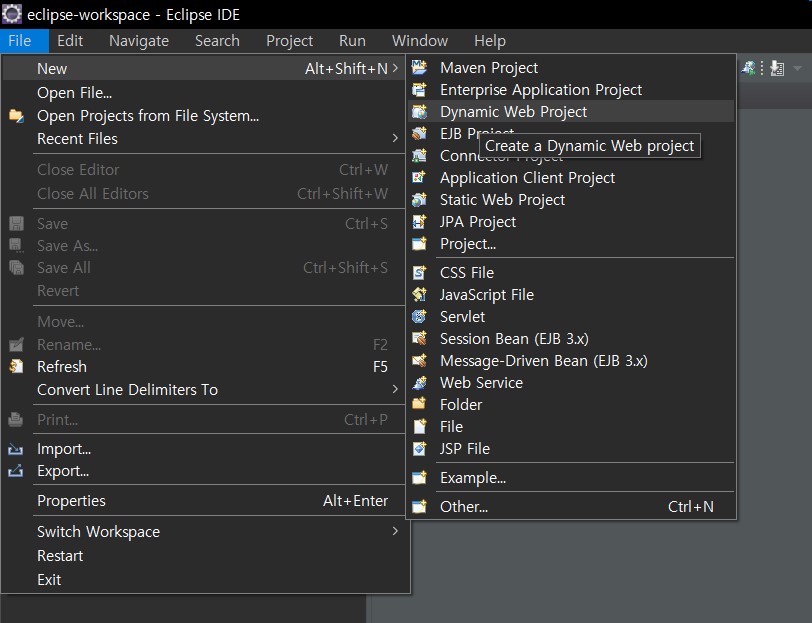 eclipse-workspace - Eclipse IDE
File Edit Navigate Search Project Run Window Help
New Alt+Shift+N
Open File...
Open Projects from File System...
Recent Files
Close Editor Ctrl+W
Close All Editors Ctrl+Shift+W
Save Ctrl+S
Save As...
Save All Ctrl+Shift+S
Revert
Move...
Rename... F2
Refresh F5
Convert Line Delimiters To
Print... Ctrl+P
Import...
Export...
Properties Alt+Enter
Switch Workspace
Restart
Exit
Maven Project
Enterprise Application Project
Dynamic Web Project
EJB Project
Create a Dynamic Web project
Connector Project
Application Client Project
Static Web Project
JPA Project
Project...
CSS File
JavaScript File
Servlet
Session Bean (EJB 3.x)
Message-Driven Bean (EJB 3.x)
Web Service
Folder
File
JSP File
Example...
Other... Ctrl+N